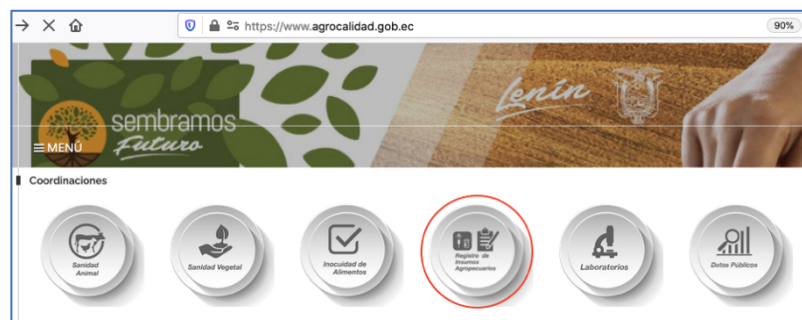 https://www.agrocalidad.gob.ec
90%
sembramos
Futuro
Lenín
MENÚ
Coordinaciones
Sanidad
Animal
Sanidad Vegetal
Inocuidad de
Alimentos
Registro de
Insumos
Agropecuarios
Laboratorios
Datos Públicos